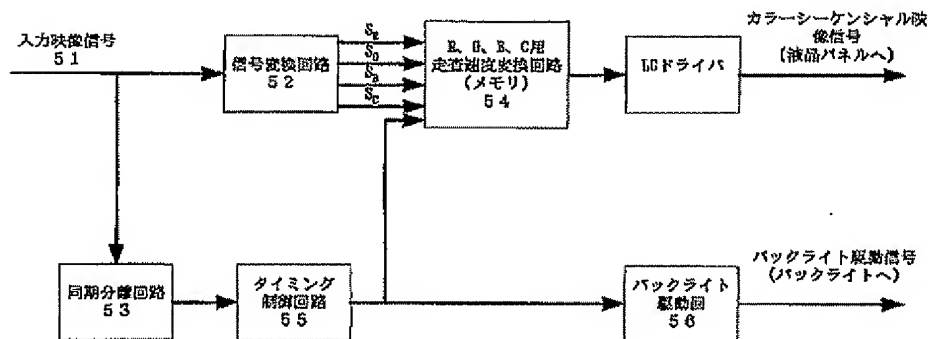 入力映像信号
51
信号変換回路
52
S_R
S_G
S_B
S_C
R、G、B、C用
走査速度変換回路
(メモリ)
54
LCドライバ
カラーシーケンシャル映
像信号
(液晶パネルへ)
同期分離回路
53
タイミング
制御回路
55
バックライト
駆動回
56
バックライト駆動信号
(バックライトへ)